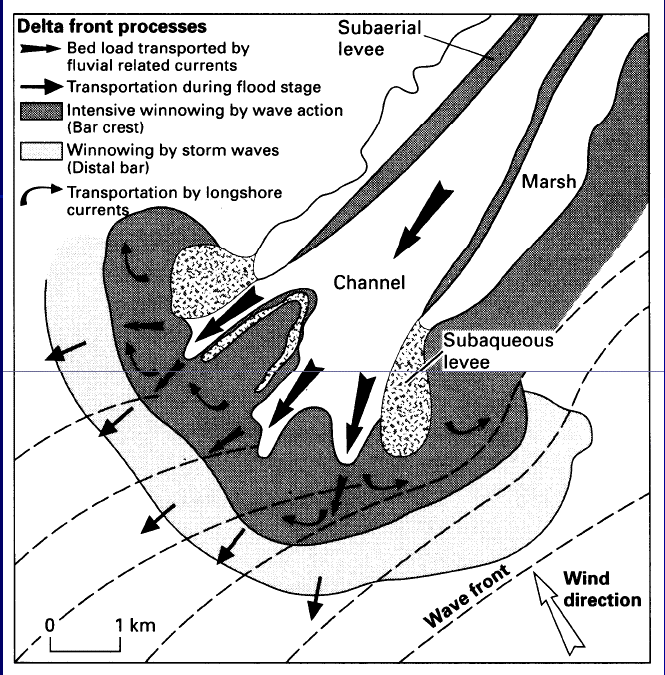 Delta front processes
Bed load transported by
fluvial related currents
Transportation during flood stage
Intensive winnowing by wave action
(Bar crest)
Winnowing by storm waves
(Distal bar)
Transportation by longshore
currents
Subaerial
levee
Marsh
Channel
Subaqueous
levee
Wave front
Wind
direction
0 1 km